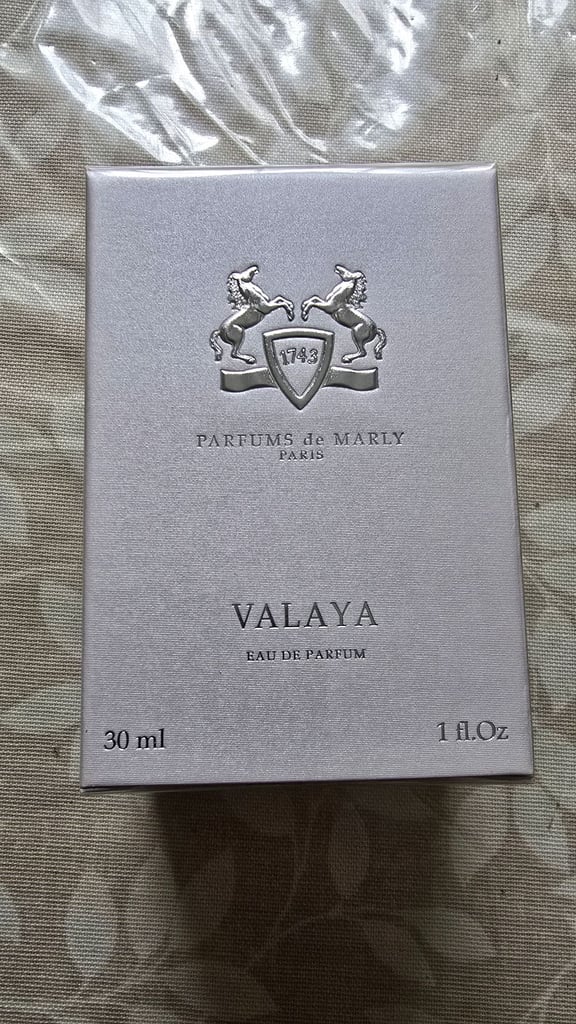 1743
PARFUMS de MARLY
PARIS
VALAYA
EAU DE PARFUM
30 ml
1 fl.Oz